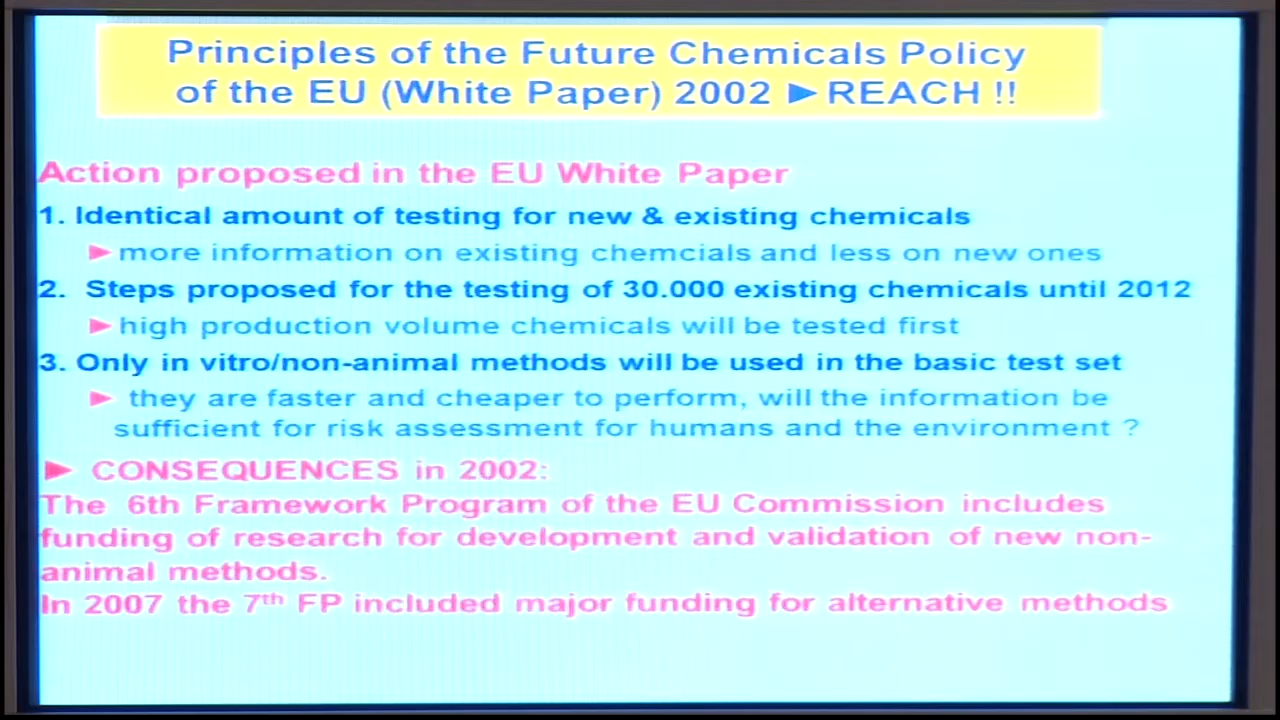 Principles of the Future Chemicals Policy
of the EU (White Paper) 2002 ►REACH !!
Action proposed in the EU White Paper
1. Identical amount of testing for new & existing chemicals
► more information on existing chemcials and less on new ones
2. Steps proposed for the testing of 30.000 existing chemicals until 2012
► high production volume chemicals will be tested first
3. Only in vitro/non-animal methods will be used in the basic test set
► they are faster and cheaper to perform, will the information be
sufficient for risk assessment for humans and the environment ?
► CONSEQUENCES in 2002:
The 6th Framework Program of the EU Commission includes
funding of research for development and validation of new non-
animal methods.
In 2007 the 7th FP included major funding for alternative methods